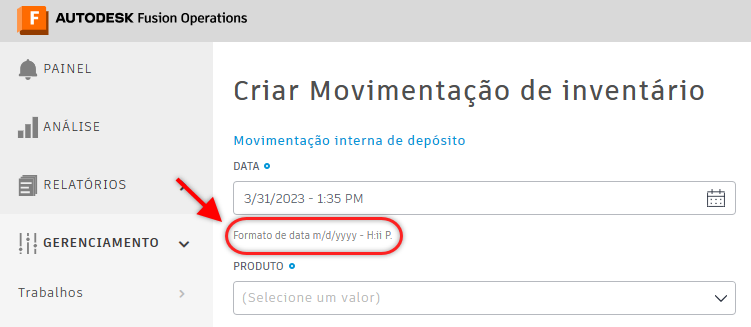 F AUTODESK Fusion Operations
PAINEL
ANÁLISE
RELATÓRIOS
GERENCIAMENTO
Trabalhos
Criar Movimentação de inventário
Movimentação interna de depósito
DATA
3/31/2023 - 1:35 PM
Formato de data m/d/yyyy - H:ii P.
PRODUTO
(Selecione um valor)